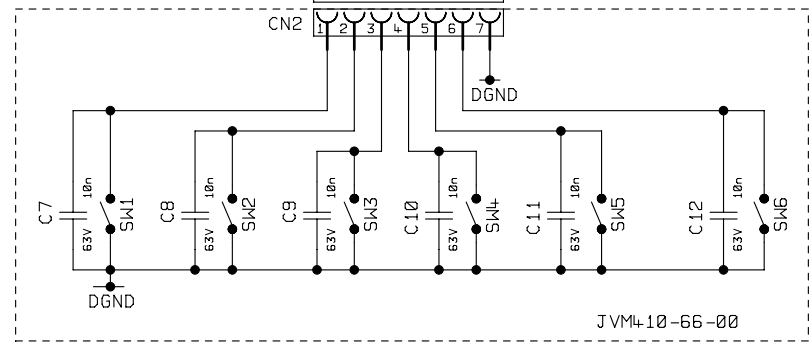 CN2
1 2 3 4 5 6 7
DGND
C7 10n 63V SW1
C8 10n 63V SW2
C9 10n 63V SW3
C10 10n 63V SW4
C11 10n 63V SW5
C12 10n 63V SW6
DGND
JVM410-66-00